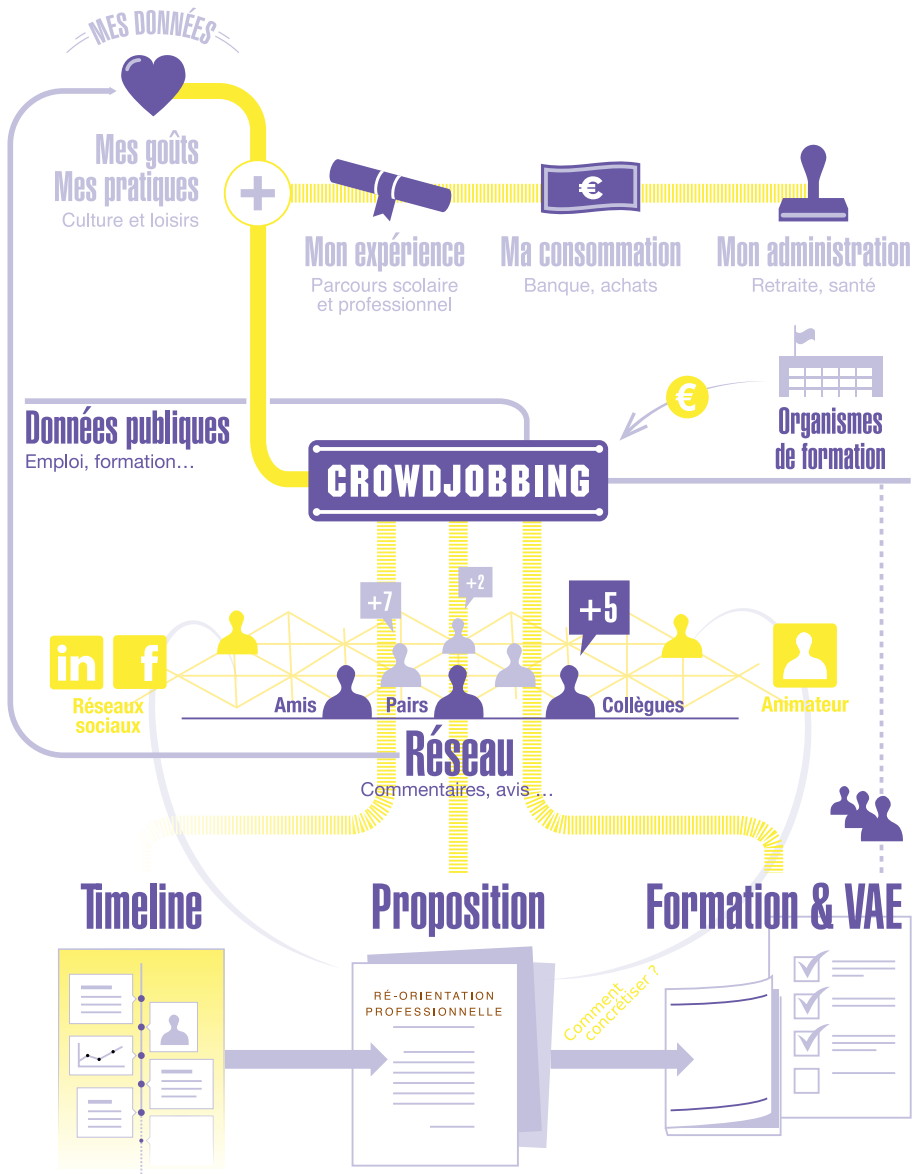 MES DONNÉES
Mes goûts
Mes pratiques
Culture et loisirs
Mon expérience
Parcours scolaire
et professionnel
Ma consommation
Banque, achats
Mon administration
Retraite, santé
€
€
Données publiques
Emploi, formation…
CROWDJOBBING
Organismes
de formation
+7
+2
+5
in
f
Réseaux
sociaux
Amis
Pairs
Collègues
Animateur
Réseau
Commentaires, avis …
Timeline
Proposition
Formation & VAE
RÉ-ORIENTATION
PROFESSIONNELLE
Comment
concrétiser ?